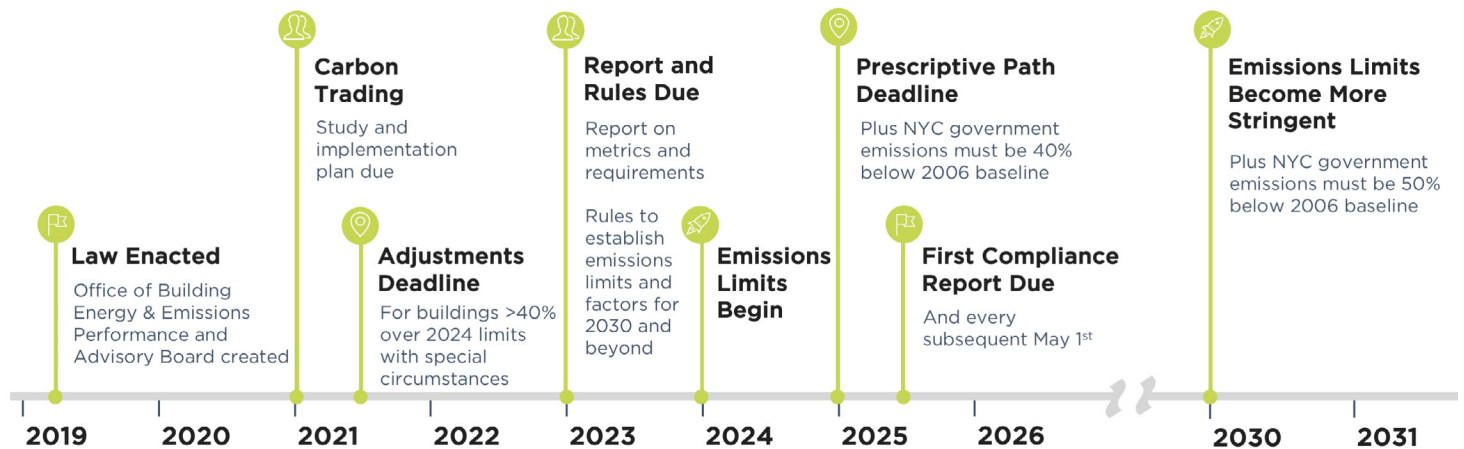 Carbon
Trading
Study and
implementation
plan due
Report and
Rules Due
Report on
metrics and
requirements
Rules to
establish
emissions
limits and
factors for
2030 and
beyond
Prescriptive Path
Deadline
Plus NYC government
emissions must be 40%
below 2006 baseline
Emissions Limits
Become More
Stringent
Plus NYC government
emissions must be 50%
below 2006 baseline
Law Enacted
Office of Building
Energy & Emissions
Performance and
Advisory Board created
Adjustments
Deadline
For buildings >40%
over 2024 limits
with special
circumstances
Emissions
Limits
Begin
First Compliance
Report Due
And every
subsequent May 1st
2019 2020 2021 2022 2023 2024 2025 2026 2030 2031